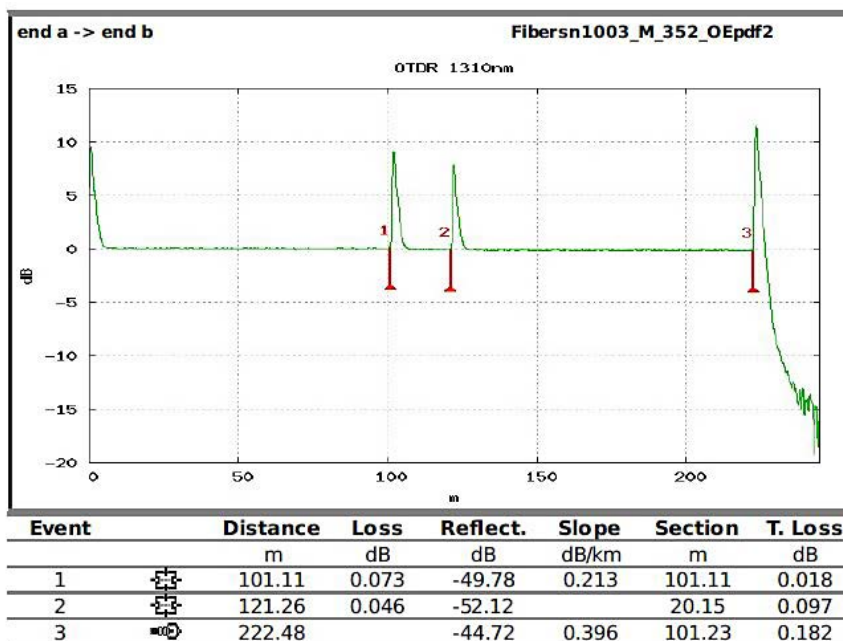 end a -> end b Fibersn1003_M_352_OEpdf2
OTDR 1310nm
15
10
5
0
-5
-10
-15
-20
dB
1 2 3
0 50 100 150 200
m
Event Distance Loss Reflect. Slope Section T. Loss
m dB dB dB/km m dB
1 101.11 0.073 -49.78 0.213 101.11 0.018
2 121.26 0.046 -52.12 20.15 0.097
3 222.48 -44.72 0.396 101.23 0.182